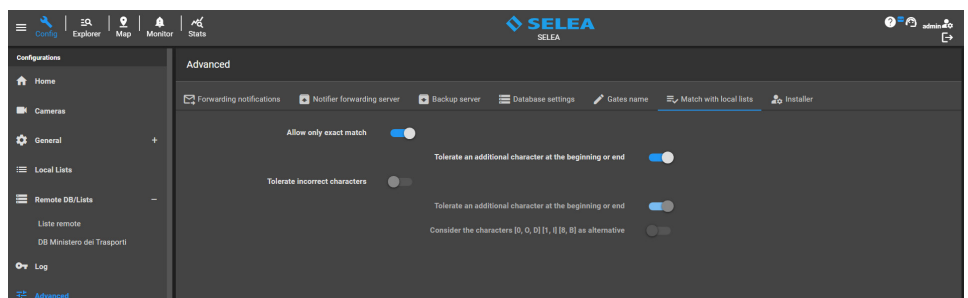 Config
Explorer
Map
Monitor
Stats
SELEA
SELEA
admin
Configurations
Home
Cameras
General +
Local Lists
Remote DB/Lists –
Liste remote
DB Ministero dei Trasporti
Log
Advanced
Advanced
Forwarding notifications
Notifier forwarding server
Backup server
Database settings
Gates name
Match with local lists
Installer
Allow only exact match
Tolerate an additional character at the beginning or end
Tolerate incorrect characters
Tolerate an additional character at the beginning or end
Consider the characters [0, O, D] [1, I] [8, B] as alternative